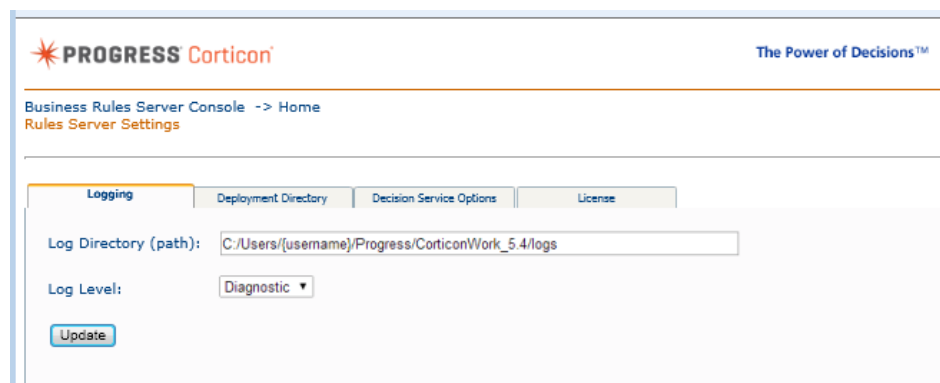 PROGRESS Corticon
The Power of Decisions™
Business Rules Server Console -> Home
Rules Server Settings
Logging Deployment Directory Decision Service Options License
Log Directory (path): C:/Users/{username}/Progress/CorticonWork_5.4/logs
Log Level: Diagnostic
Update